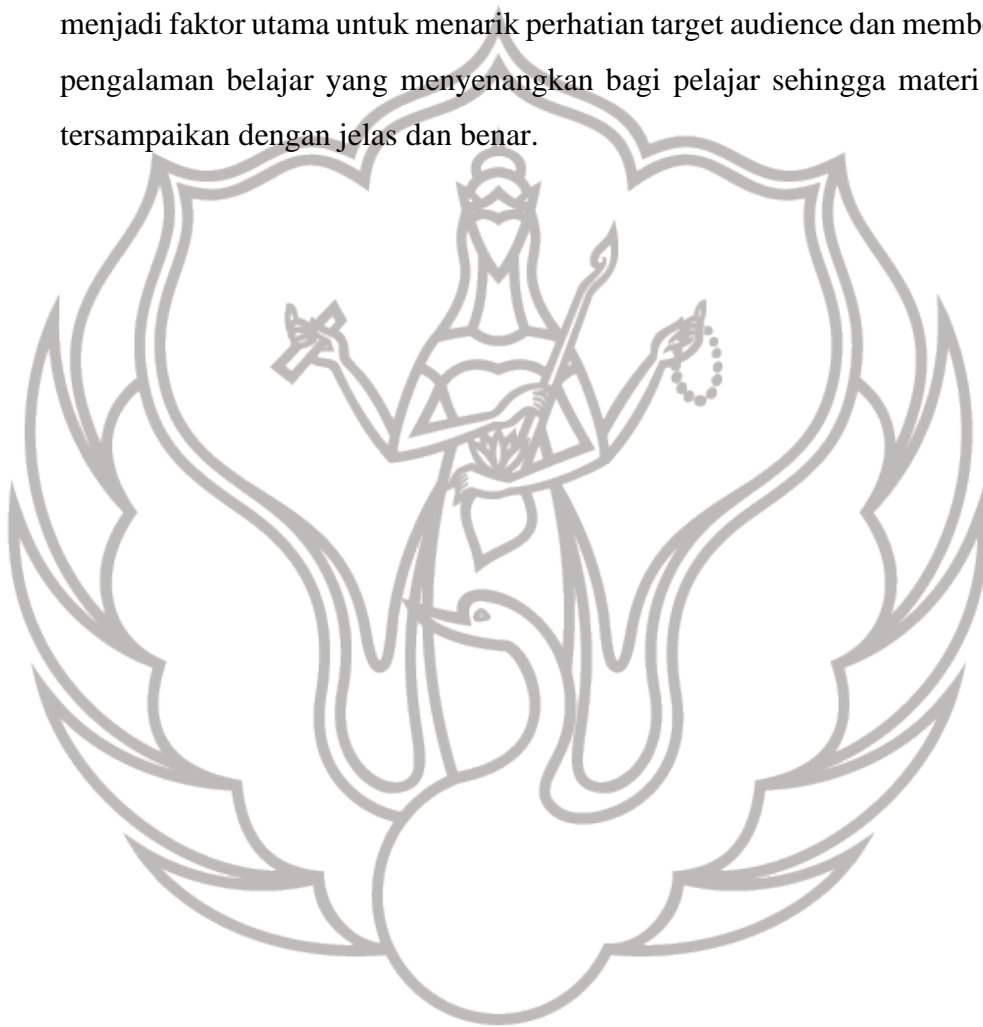 menjadi faktor utama untuk menarik perhatian target audience dan membe
pengalaman belajar yang menyenangkan bagi pelajar sehingga materi
tersampaikan dengan jelas dan benar.